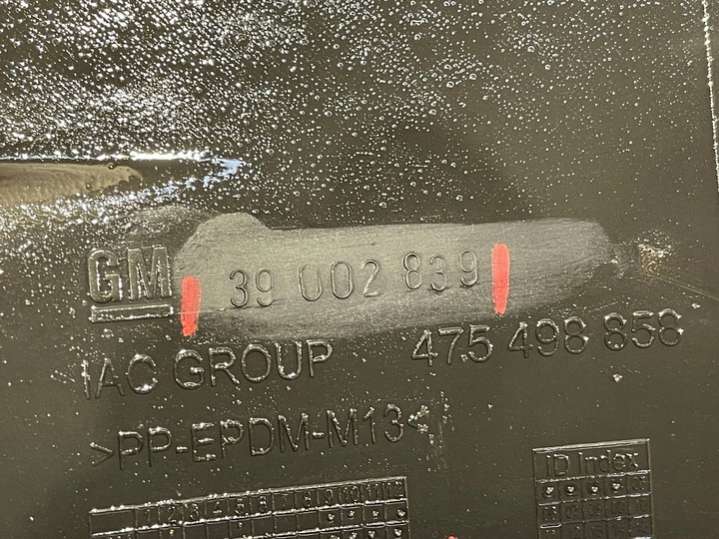 GM 39 002 839
IAC GROUP 475 498 858
>PP-EPDM-M13<
ID Index